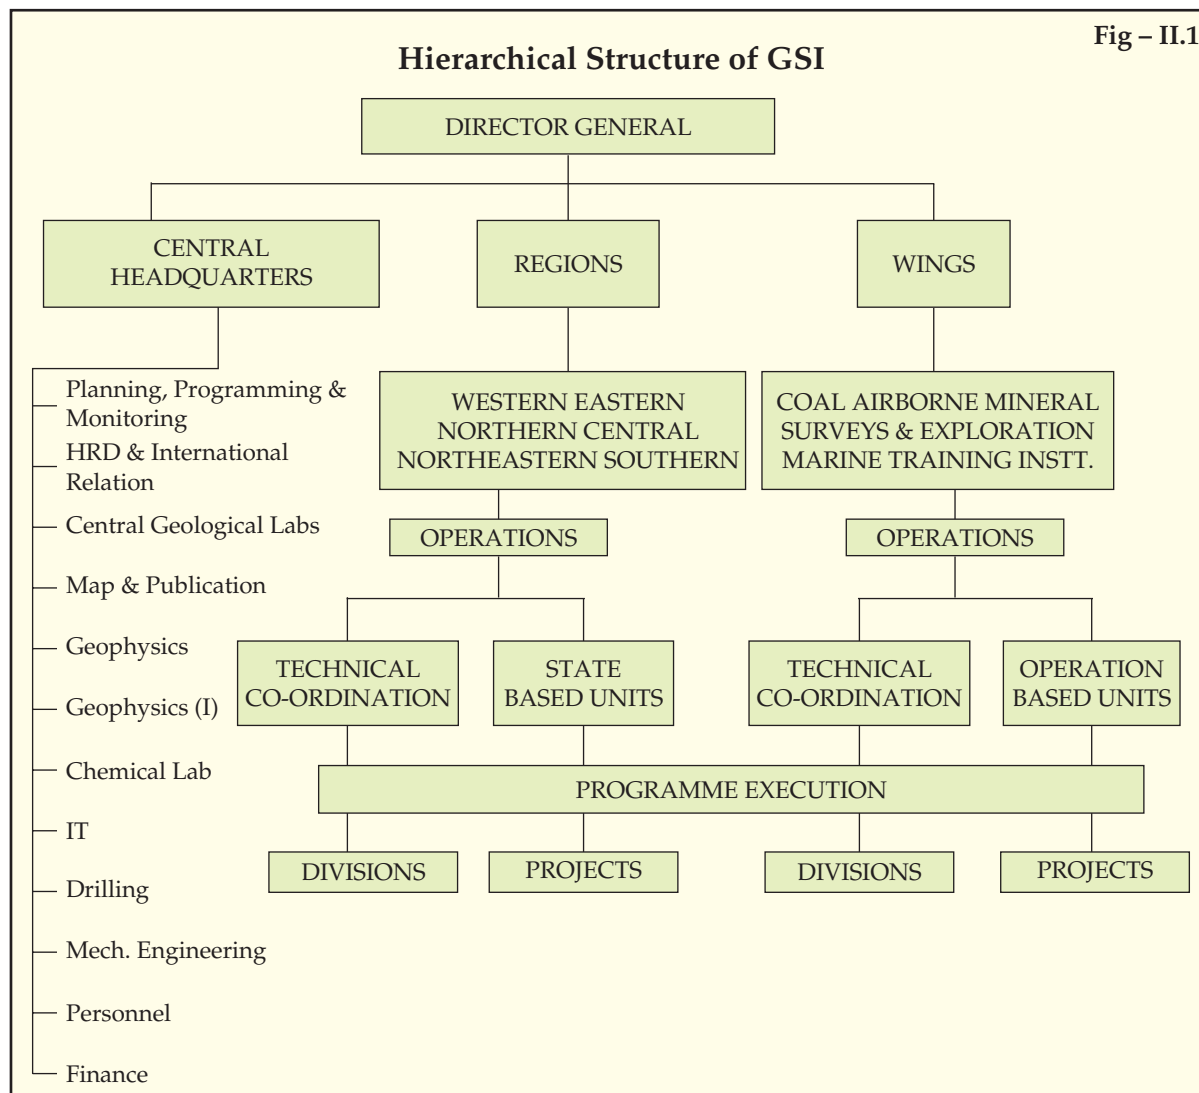 Fig – II.1
Hierarchical Structure of GSI
DIRECTOR GENERAL
CENTRAL
HEADQUARTERS
REGIONS
WINGS
Planning, Programming &
Monitoring
HRD & International
Relation
Central Geological Labs
Map & Publication
Geophysics
Geophysics (I)
Chemical Lab
IT
Drilling
Mech. Engineering
Personnel
Finance
WESTERN EASTERN
NORTHERN CENTRAL
NORTHEASTERN SOUTHERN
OPERATIONS
TECHNICAL
CO-ORDINATION
STATE
BASED UNITS
COAL AIRBORNE MINERAL
SURVEYS & EXPLORATION
MARINE TRAINING INSTT.
OPERATIONS
TECHNICAL
CO-ORDINATION
OPERATION
BASED UNITS
PROGRAMME EXECUTION
DIVISIONS
PROJECTS
DIVISIONS
PROJECTS